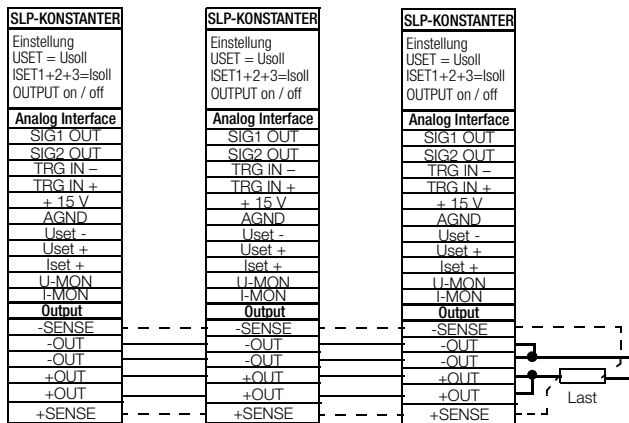 SLP-KONSTANTER
Einstellung
USET = Usoll
ISET1+2+3=Isoll
OUTPUT on / off
Analog Interface
SIG1 OUT
SIG2 OUT
TRG IN –
TRG IN +
+ 15 V
AGND
Uset -
Uset +
Iset +
U-MON
I-MON
Output
-SENSE
-OUT
-OUT
+OUT
+OUT
+SENSE
SLP-KONSTANTER
Einstellung
USET = Usoll
ISET1+2+3=Isoll
OUTPUT on / off
Analog Interface
SIG1 OUT
SIG2 OUT
TRG IN –
TRG IN +
+ 15 V
AGND
Uset -
Uset +
Iset +
U-MON
I-MON
Output
-SENSE
-OUT
-OUT
+OUT
+OUT
+SENSE
SLP-KONSTANTER
Einstellung
USET = Usoll
ISET1+2+3=Isoll
OUTPUT on / off
Analog Interface
SIG1 OUT
SIG2 OUT
TRG IN –
TRG IN +
+ 15 V
AGND
Uset -
Uset +
Iset +
U-MON
I-MON
Output
-SENSE
-OUT
-OUT
+OUT
+OUT
+SENSE
Last